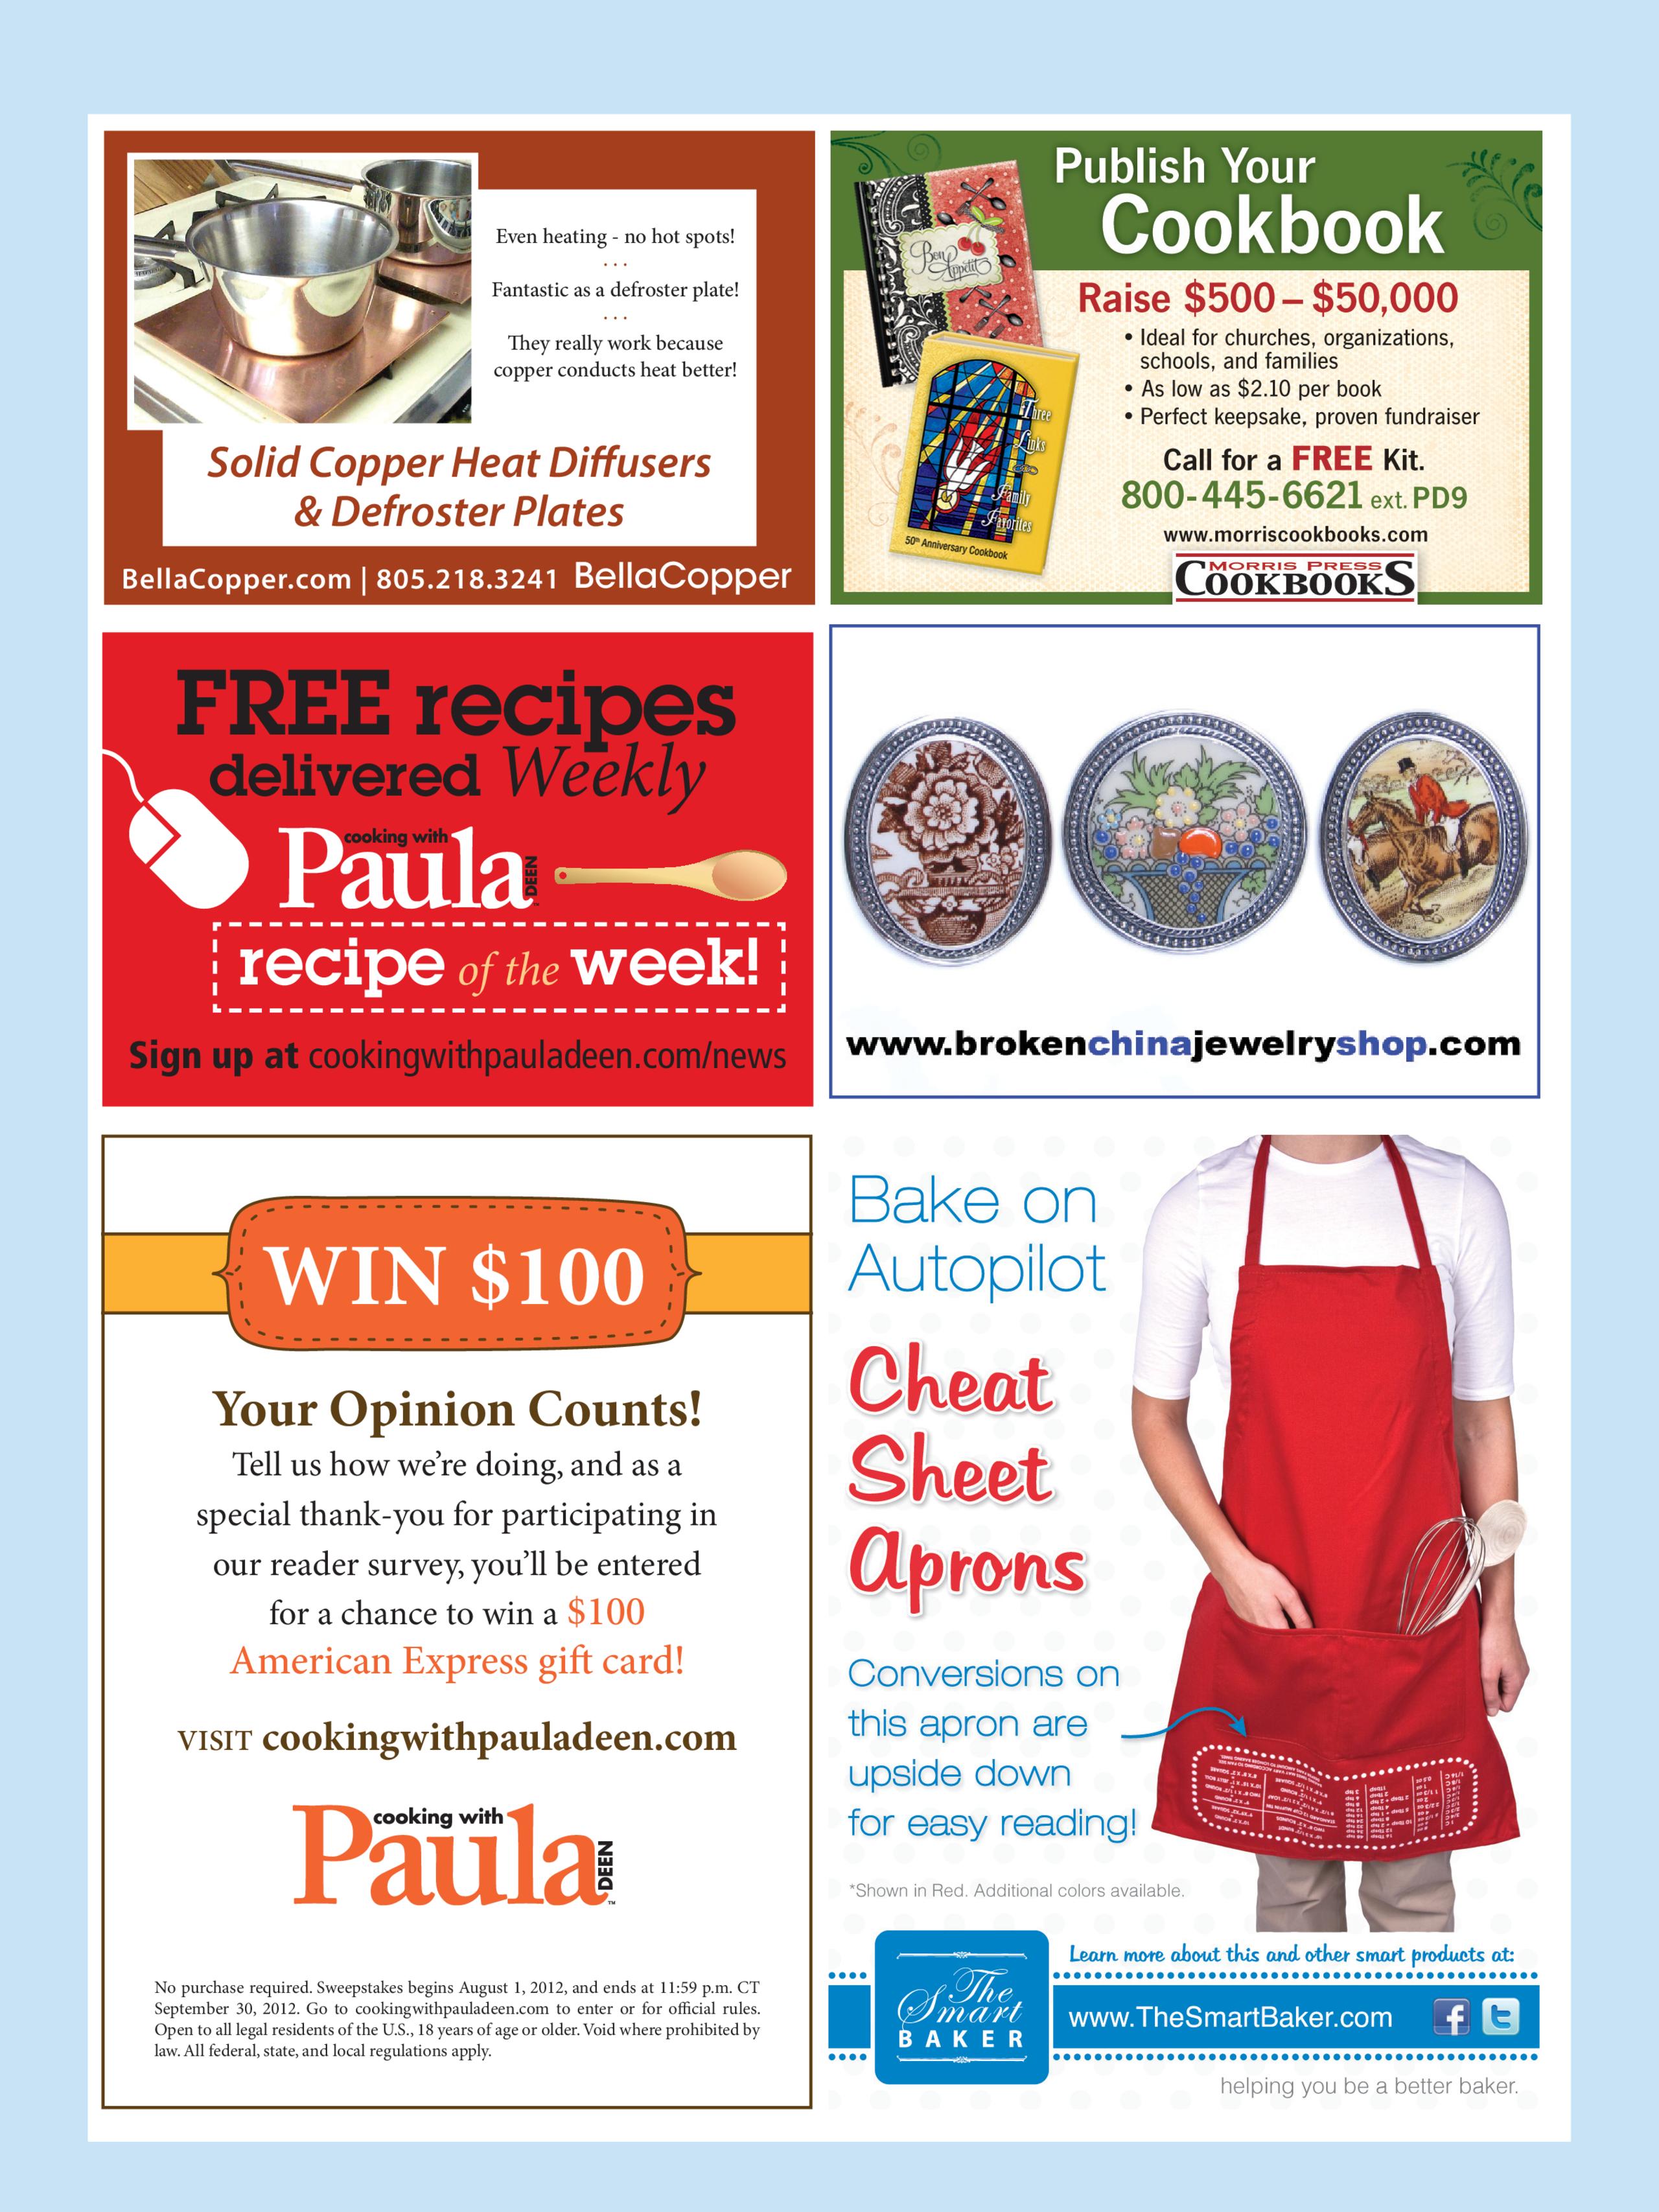 Even heating - no hot spots!
...
Fantastic as a defroster plate!
...
They really work because
copper conducts heat better!
Solid Copper Heat Diffusers
& Defroster Plates
BellaCopper.com | 805.218.3241 BellaCopper
Publish Your
Cookbook
Bon
Appétit
Three
Links
Family
Favorites
50th Anniversary Cookbook
Raise $500 – $50,000
• Ideal for churches, organizations,
schools, and families
• As low as $2.10 per book
• Perfect keepsake, proven fundraiser
Call for a FREE Kit.
800-445-6621 ext. PD9
www.morriscookbooks.com
MORRIS PRESS
COOKBOOKS
FREE recipes
delivered Weekly
cooking with
Paula
DEEN
recipe of the week!
Sign up at cookingwithpauladeen.com/news
www.brokenchinajewelryshop.com
WIN $100
Your Opinion Counts!
Tell us how we're doing, and as a
special thank-you for participating in
our reader survey, you'll be entered
for a chance to win a $100
American Express gift card!
VISIT cookingwithpauladeen.com
cooking with
Paula
DEEN
™
No purchase required. Sweepstakes begins August 1, 2012, and ends at 11:59 p.m. CT
September 30, 2012. Go to cookingwithpauladeen.com to enter or for official rules.
Open to all legal residents of the U.S., 18 years of age or older. Void where prohibited by
law. All federal, state, and local regulations apply.
Bake on
Autopilot
Cheat
Sheet
Aprons
Conversions on
this apron are
upside down
for easy reading!
*Shown in Red. Additional colors available.
The
Smart
BAKER
Learn more about this and other smart products at:
www.TheSmartBaker.com
helping you be a better baker.